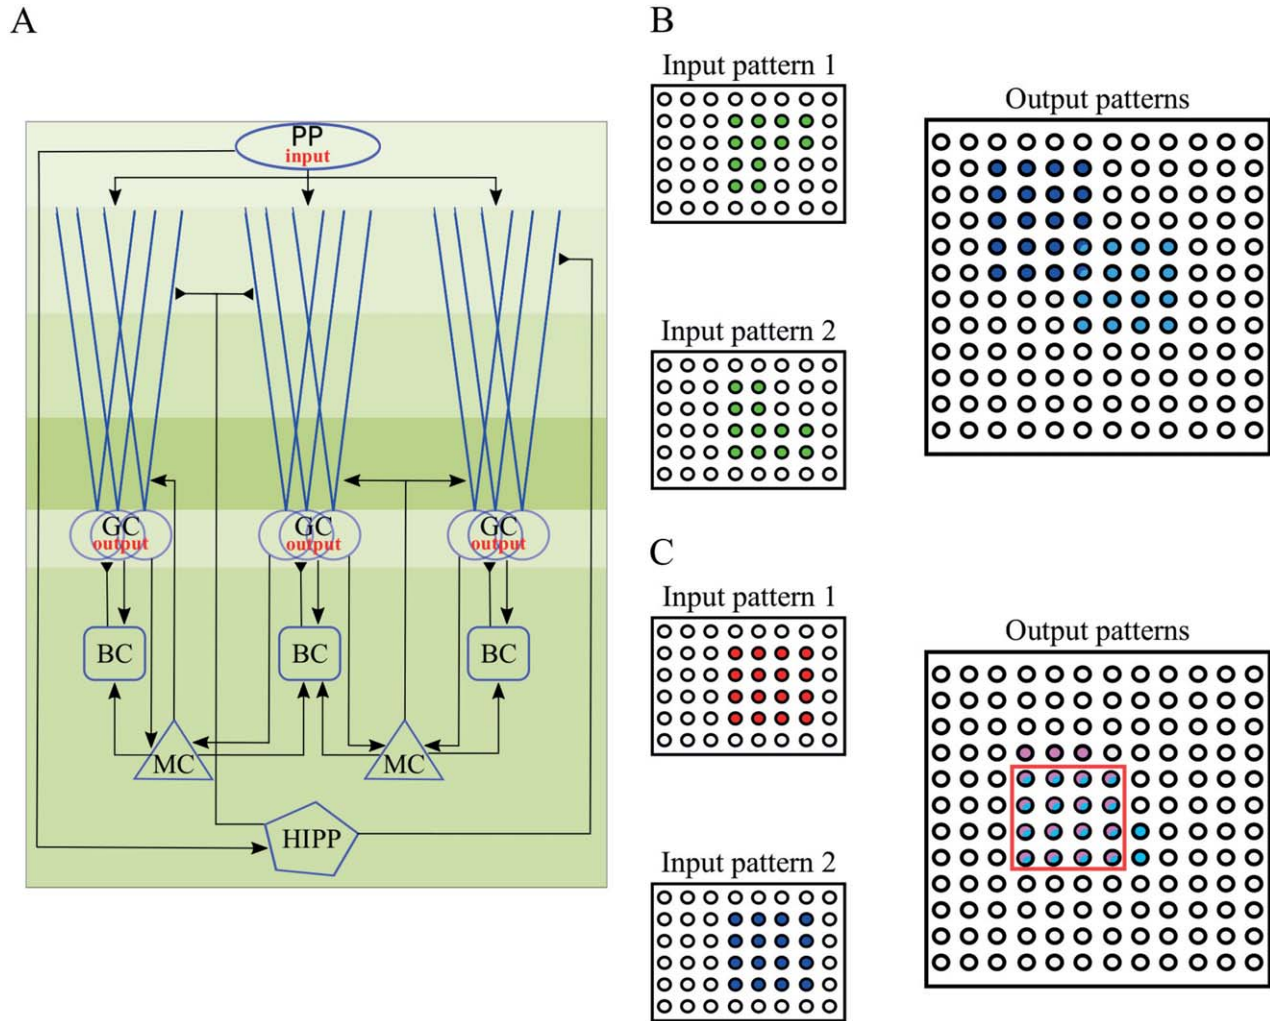 A
PP
input
GC
output
GC
output
GC
output
BC
BC
BC
MC
MC
HIPP
B
Input pattern 1
Output patterns
Input pattern 2
C
Input pattern 1
Output patterns
Input pattern 2